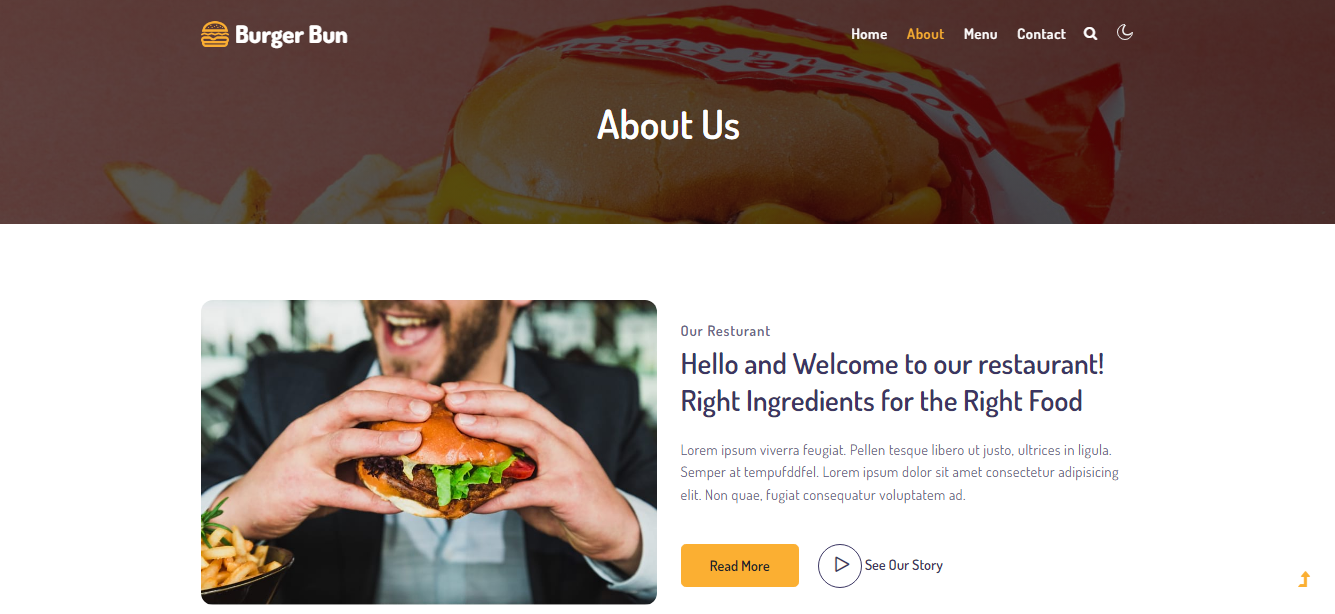 Burger Bun
Home About Menu Contact
About Us
Our Resturant
Hello and Welcome to our restaurant!
Right Ingredients for the Right Food
Lorem ipsum viverra feugiat. Pellen tesque libero ut justo, ultrices in ligula.
Semper at tempufddfel. Lorem ipsum dolor sit amet consectetur adipisicing
elit. Non quae, fugiat consequatur voluptatem ad.
Read More
See Our Story